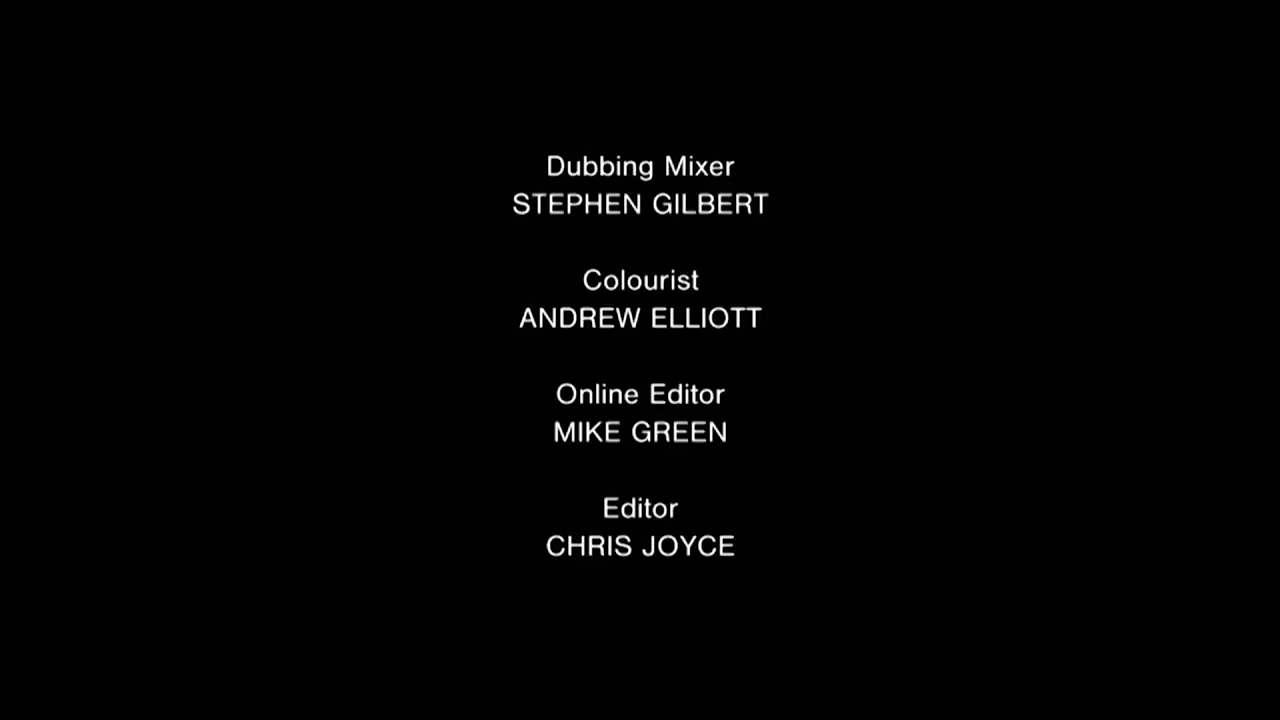 Dubbing Mixer
STEPHEN GILBERT
Colourist
ANDREW ELLIOTT
Online Editor
MIKE GREEN
Editor
CHRIS JOYCE